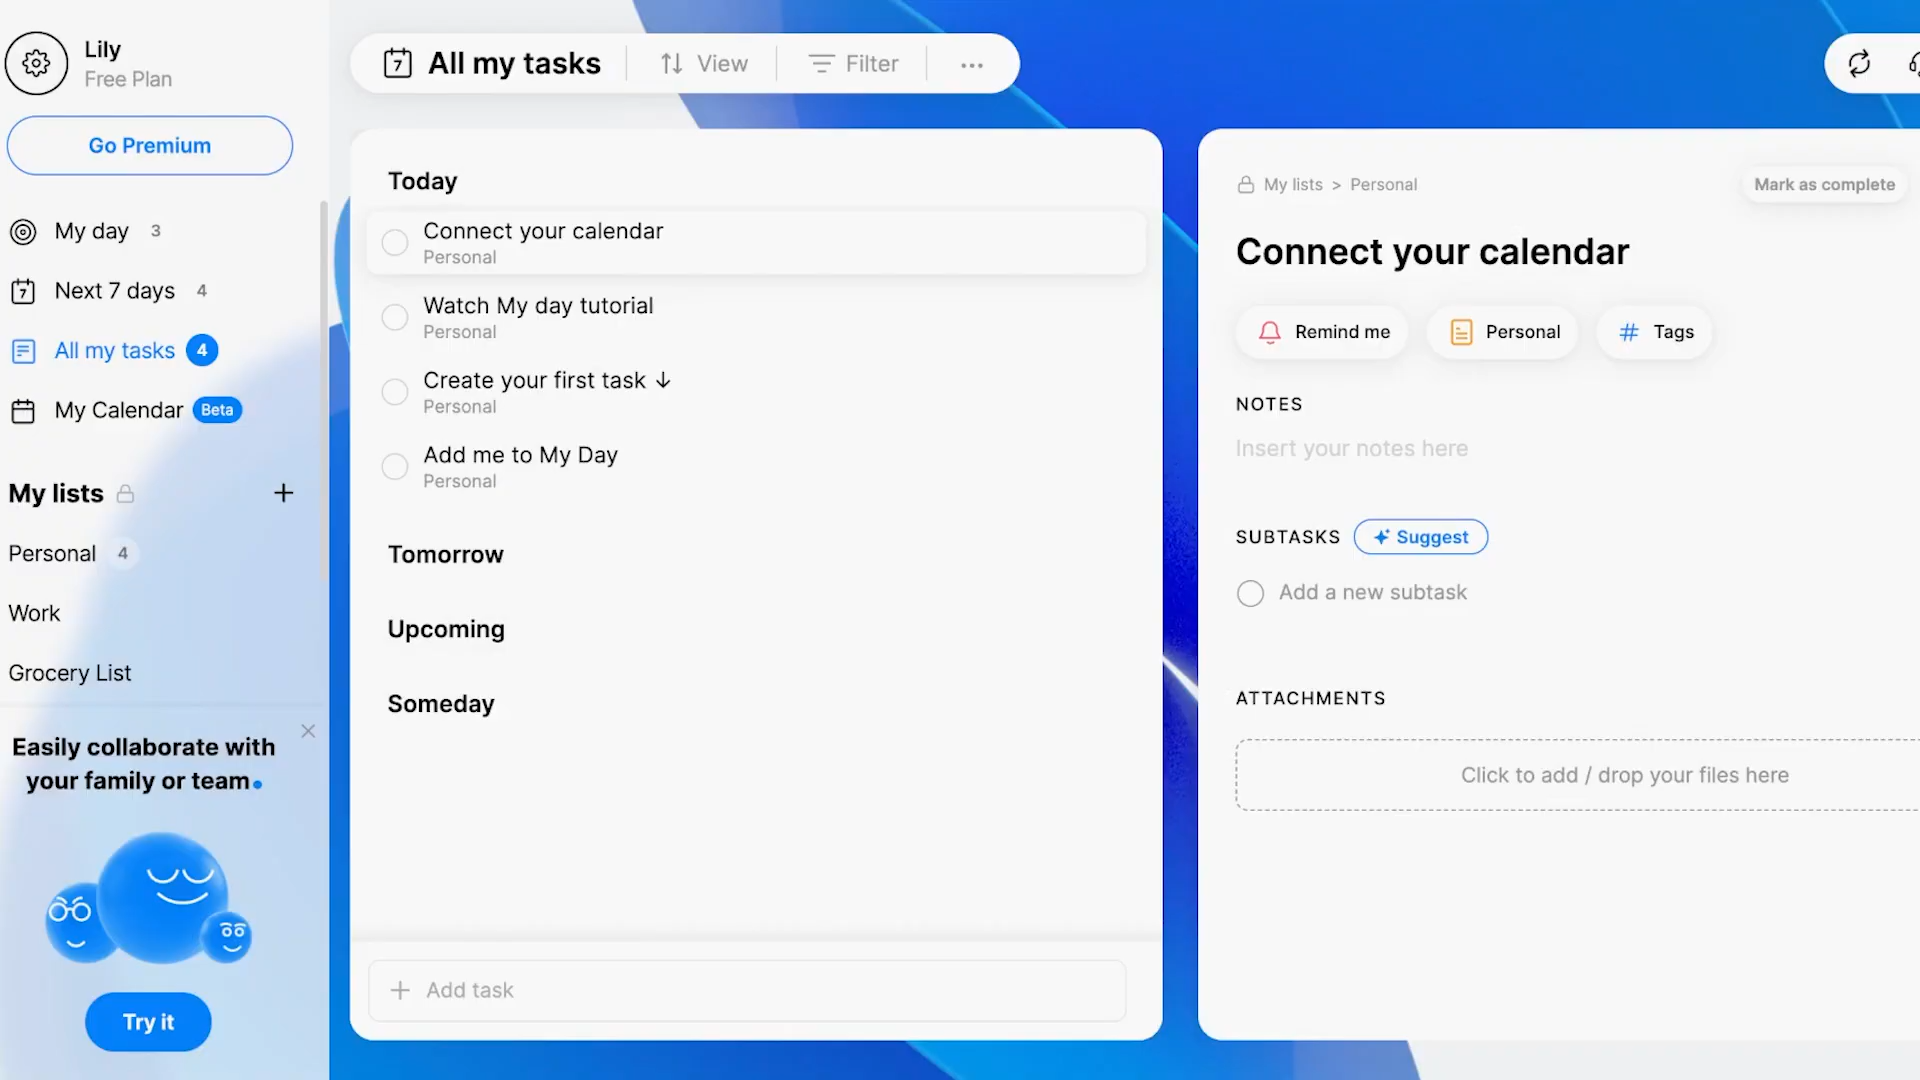 Lily
Free Plan
Go Premium
My day 3
7 Next 7 days 4
All my tasks 4
My Calendar Beta
My lists
Personal 4
Work
Grocery List
Easily collaborate with
your family or team
Try it
7 All my tasks View Filter ...
Today
Connect your calendar
Personal
Watch My day tutorial
Personal
Create your first task ↓
Personal
Add me to My Day
Personal
Tomorrow
Upcoming
Someday
+ Add task
My lists > Personal
Mark as complete
Connect your calendar
Remind me
Personal
# Tags
NOTES
Insert your notes here
SUBTASKS Suggest
Add a new subtask
ATTACHMENTS
Click to add / drop your files here